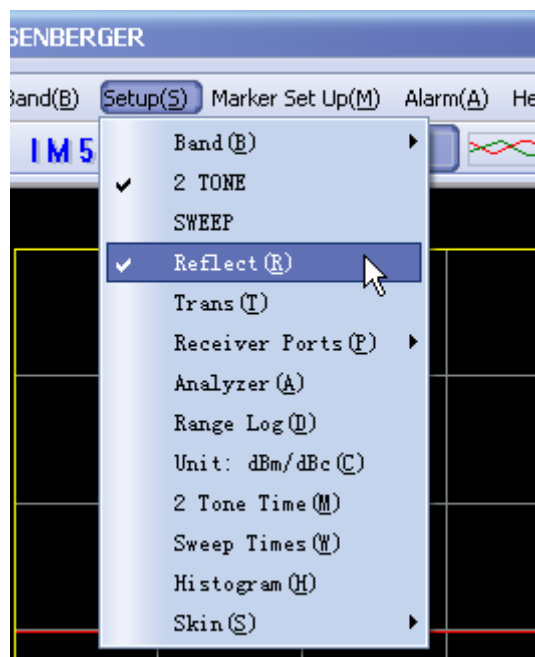 SENBERGER
Band(B) Setup(S) Marker Set Up(M) Alarm(A) He
IM5
Band(B)
2 TONE
SWEEP
Reflect(R)
Trans(T)
Receiver Ports(P)
Analyzer(A)
Range Log(D)
Unit: dBm/dBc(C)
2 Tone Time(M)
Sweep Times(W)
Histogram(H)
Skin(S)